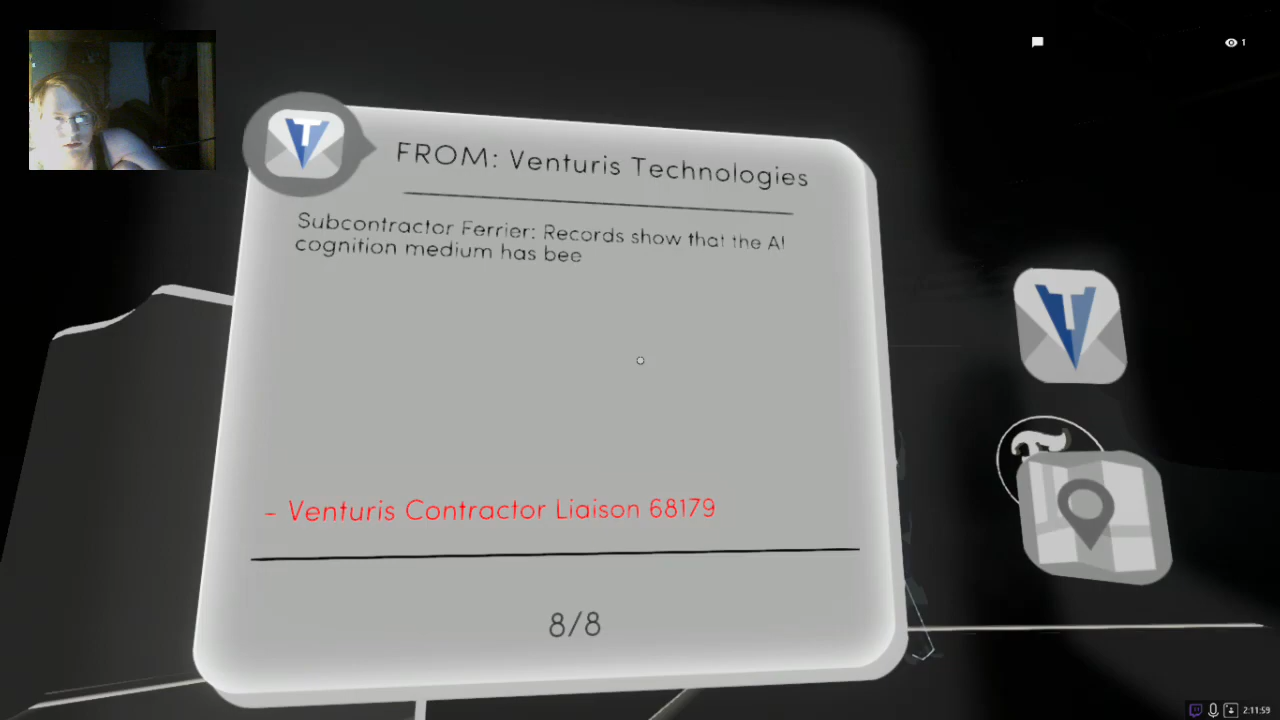 1
FROM: Venturis Technologies
Subcontractor Ferrier: Records show that the AI
cognition medium has bee
- Venturis Contractor Liaison 68179
8/8
2:11:59